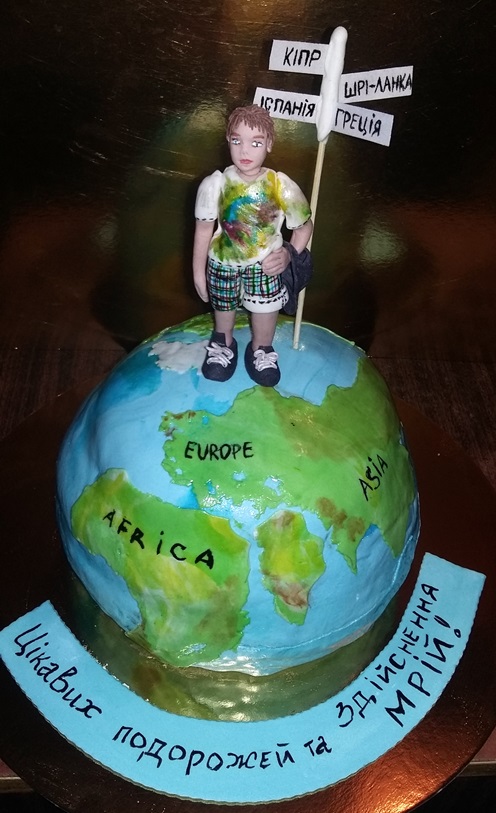 КІПР
ШРІ-ЛАНКА
ІСПАНІЯ
ГРЕЦІЯ
EUROPE
ASIA
AFRICA
Цікавих подорожей та здійснення
мрій!